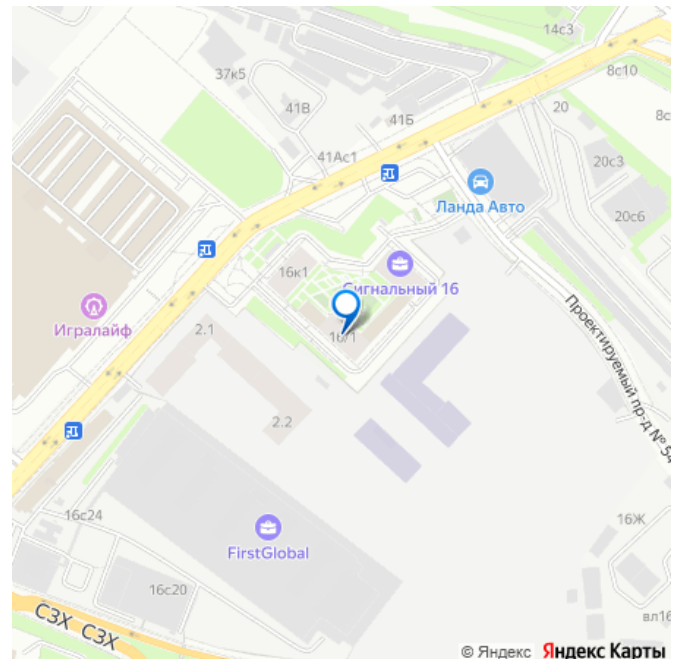 14с3
37к5
8с10
41В
41Б
20
8с
41Ас1
20с3
Ланда Авто
20с6
16к1
Сигнальный 16
Игралайф
2.1
16/1
Проектируемый пр-д № 54
2.2
16с24
16Ж
FirstGlobal
16с20
вл16
СЗХ СЗХ
© Яндекс Яндекс Карты